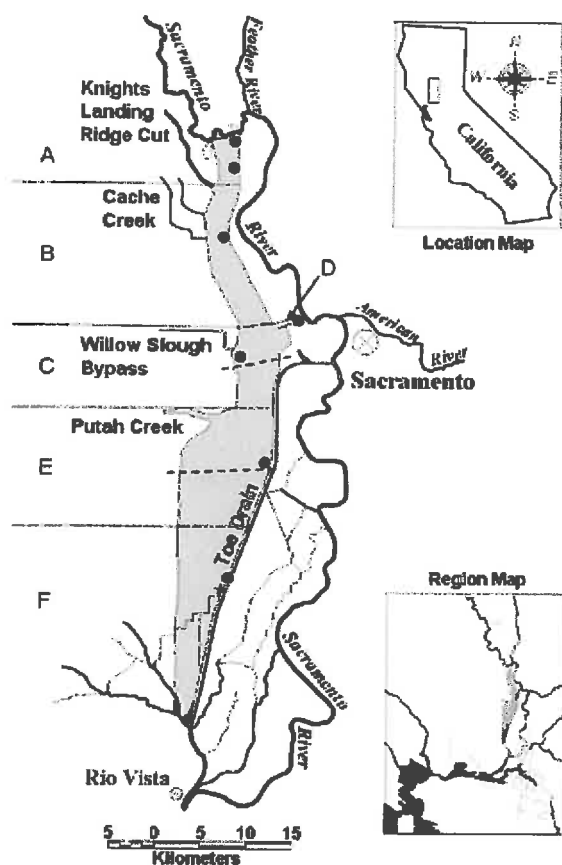 Sacramento
Feather River
Knights
Landing
Ridge Cut
A
Cache
Creek
B
River
D
American
River
Willow Slough
Bypass
C
Sacramento
Putah Creek
E
Toe Drain
F
Sacramento
River
Rio Vista
5 0 5 10 15
Kilometers
N
W E
S
California
Location Map
Region Map